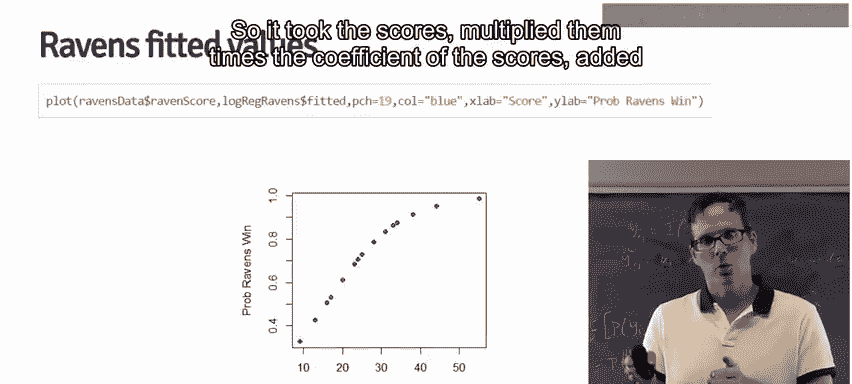 Ravens fitted values
So it took the scores, multiplied them
times the coefficient of the scores, added
plot(ravensData$ravenScore,logRegRavens$fitted,pch=19,col="blue",xlab="Score",ylab="Prob Ravens Win")
Prob Ravens Win
1.0
0.8
0.6
0.4
10 20 30 40 50